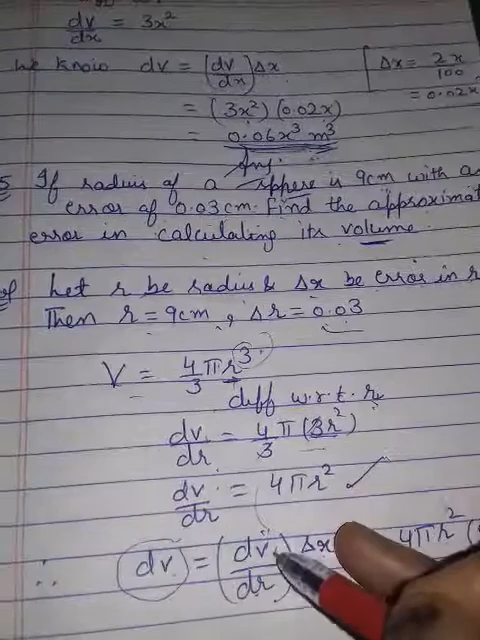 dv/dx = 3x²
we know dv = (dv/dx) Δx
Δx = 2x/100
= 0.02x
= (3x²) (0.02x)
= 0.06x³ m³
Ans.
5 If radius of a sphere is 9cm with a
error of 0.03cm. Find the approximat
error in calculating its volume.
Let r be radius & Δx be error in r
Then r = 9cm, Δr = 0.03
V = 4/3 πr³
diff w.r.t. r
dv/dr = 4/3 π (3r²)
dv/dr = 4πr²
∴ dv = (dv/dr) Δx 4πr² (